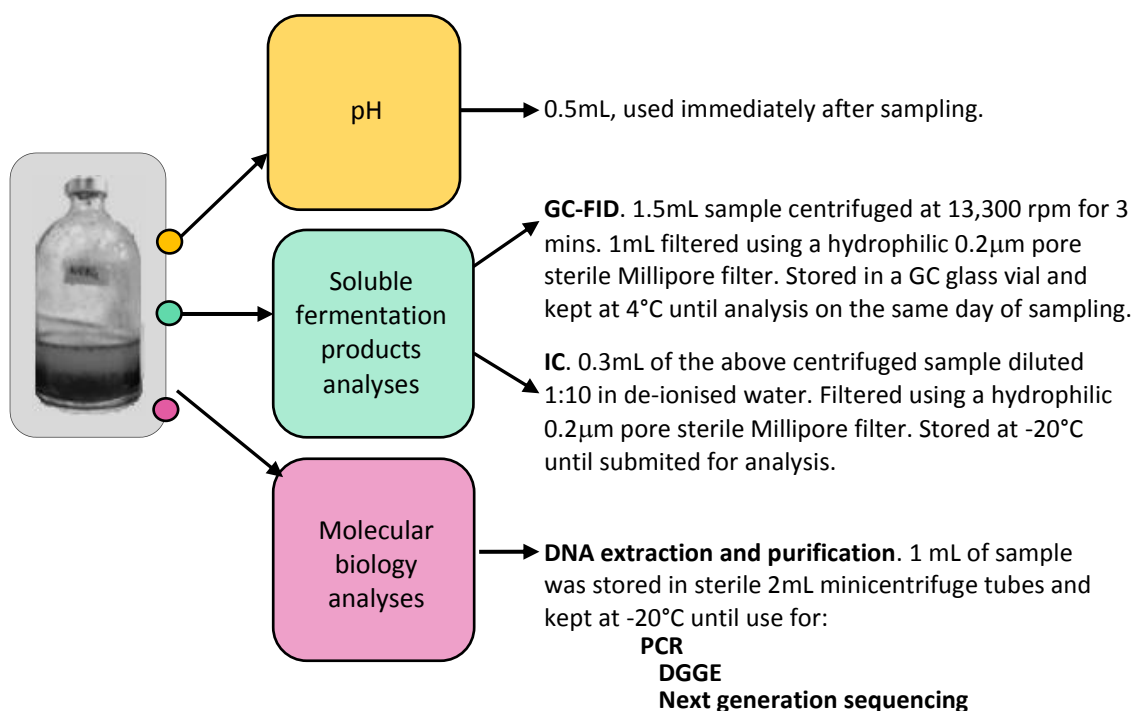 pH
0.5mL, used immediately after sampling.
Soluble
fermentation
products
analyses
GC-FID. 1.5mL sample centrifuged at 13,300 rpm for 3
mins. 1mL filtered using a hydrophilic 0.2μm pore
sterile Millipore filter. Stored in a GC glass vial and
kept at 4°C until analysis on the same day of sampling.
IC. 0.3mL of the above centrifuged sample diluted
1:10 in de-ionised water. Filtered using a hydrophilic
0.2μm pore sterile Millipore filter. Stored at -20°C
until submited for analysis.
Molecular
biology
analyses
DNA extraction and purification. 1 mL of sample
was stored in sterile 2mL minicentrifuge tubes and
kept at -20°C until use for:
PCR
DGGE
Next generation sequencing